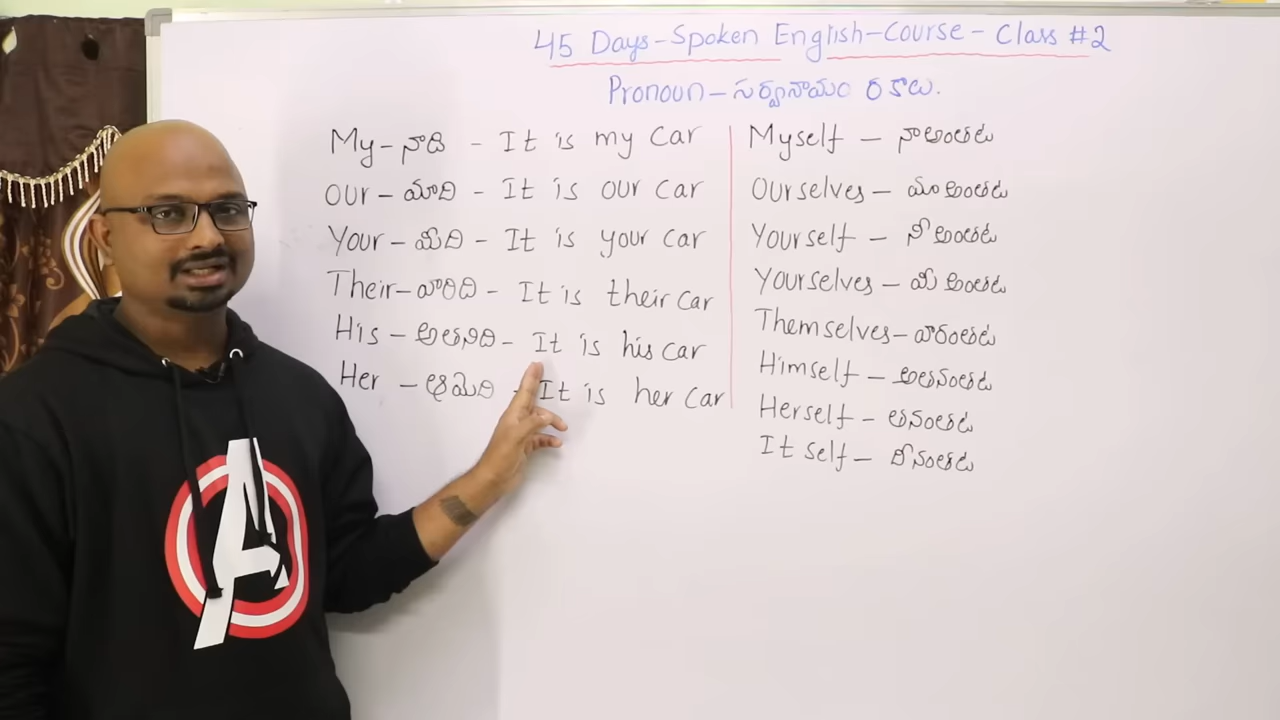 45 Days-Spoken English-Course - Class #2
Pronoun - సర్వనామం రకాలు.
My - నాది - It is my car
Our - మాది - It is our car
Your - మీది - It is your car
Their - వారిది - It is their car
His - అతనిది - It is his car
Her - ఆమెది - It is her car
Myself - నా అంతట
Ourselves - మా అంతట
Yourself - నీ అంతట
Yourselves - మీ అంతట
Themselves - వారంతట
Himself - అతనంతట
Herself -
It self - దానంతట
A